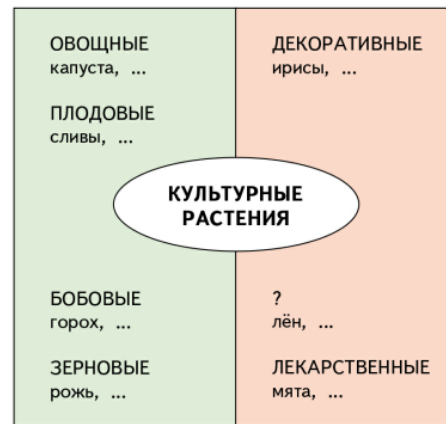 ОВОЩНЫЕ
капуста, ...
ПЛОДОВЫЕ
сливы, ...
ДЕКОРАТИВНЫЕ
ирисы, ...
КУЛЬТУРНЫЕ
РАСТЕНИЯ
БОБОВЫЕ
горох, ...
ЗЕРНОВЫЕ
рожь, ...
?
лён, ...
ЛЕКАРСТВЕННЫЕ
мята, ...